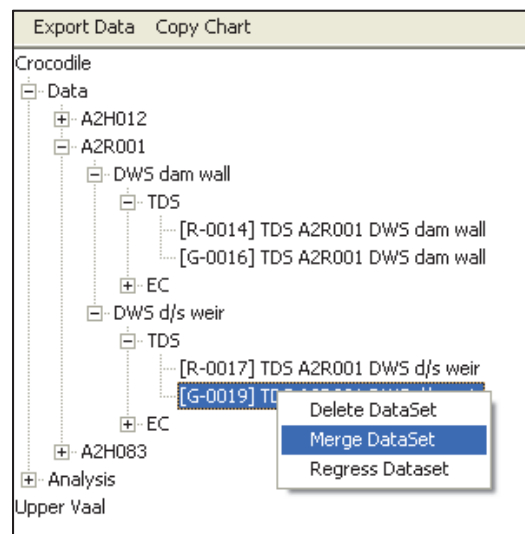 Export Data Copy Chart
Crocodile
Data
A2H012
A2R001
DWS dam wall
TDS
[R-0014] TDS A2R001 DWS dam wall
[G-0016] TDS A2R001 DWS dam wall
EC
DWS d/s weir
TDS
[R-0017] TDS A2R001 DWS d/s weir
[G-0019]
Delete DataSet
EC
Merge DataSet
A2H083
Regress Dataset
Analysis
Upper Vaal